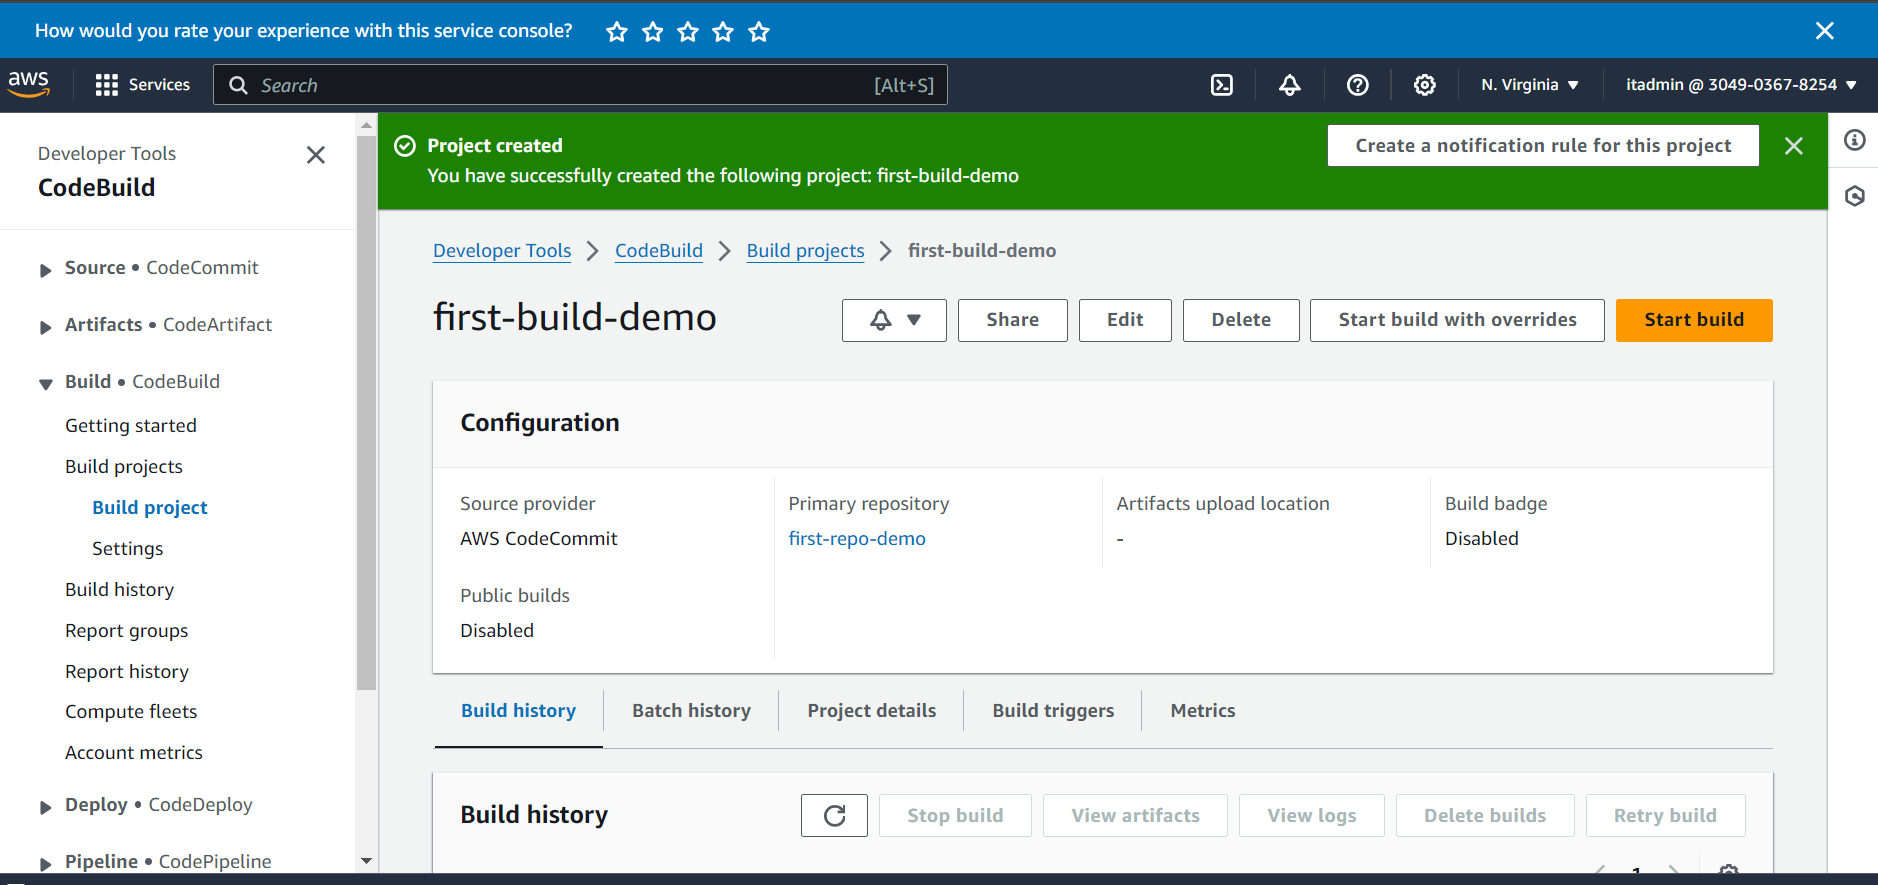 How would you rate your experience with this service console?
aws
Services
Search
[Alt+S]
N. Virginia
itadmin @ 3049-0367-8254
Developer Tools
CodeBuild
Source • CodeCommit
Artifacts • CodeArtifact
Build • CodeBuild
Getting started
Build projects
Build project
Settings
Build history
Report groups
Report history
Compute fleets
Account metrics
Deploy • CodeDeploy
Pipeline • CodePipeline
Project created
You have successfully created the following project: first-build-demo
Create a notification rule for this project
Developer Tools
CodeBuild
Build projects
first-build-demo
first-build-demo
Share
Edit
Delete
Start build with overrides
Start build
Configuration
Source provider
AWS CodeCommit
Primary repository
first-repo-demo
Artifacts upload location
-
Build badge
Disabled
Public builds
Disabled
Build history
Batch history
Project details
Build triggers
Metrics
Build history
Stop build
View artifacts
View logs
Delete builds
Retry build
1